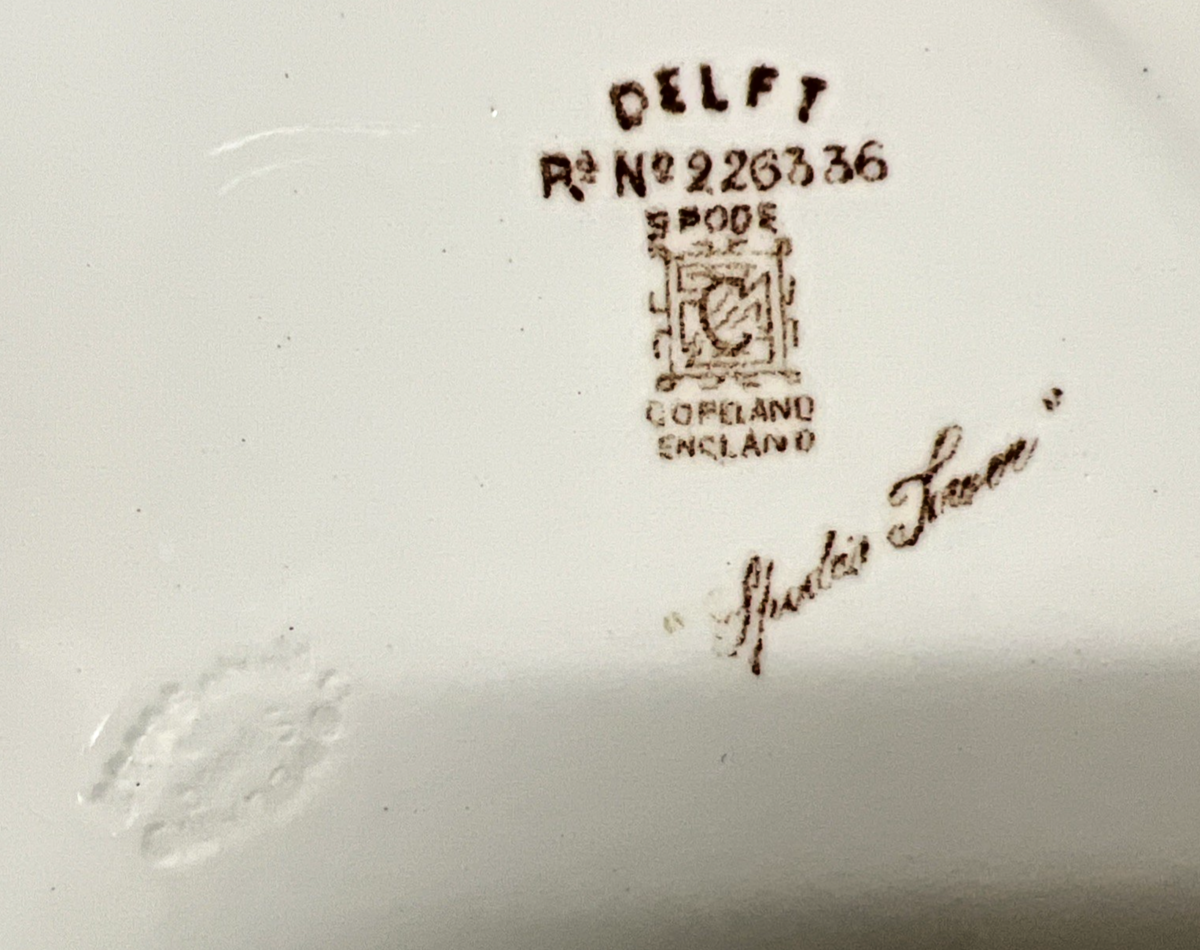 DELFT
Rᵈ Nº 226336
SPODE
C
COPELAND
ENGLAND
"Spode's Tower"